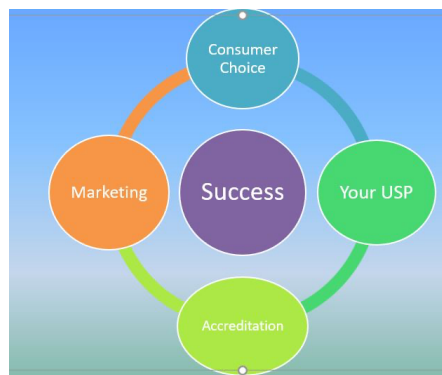 Consumer
Choice
Marketing
Success
Your USP
Accreditation